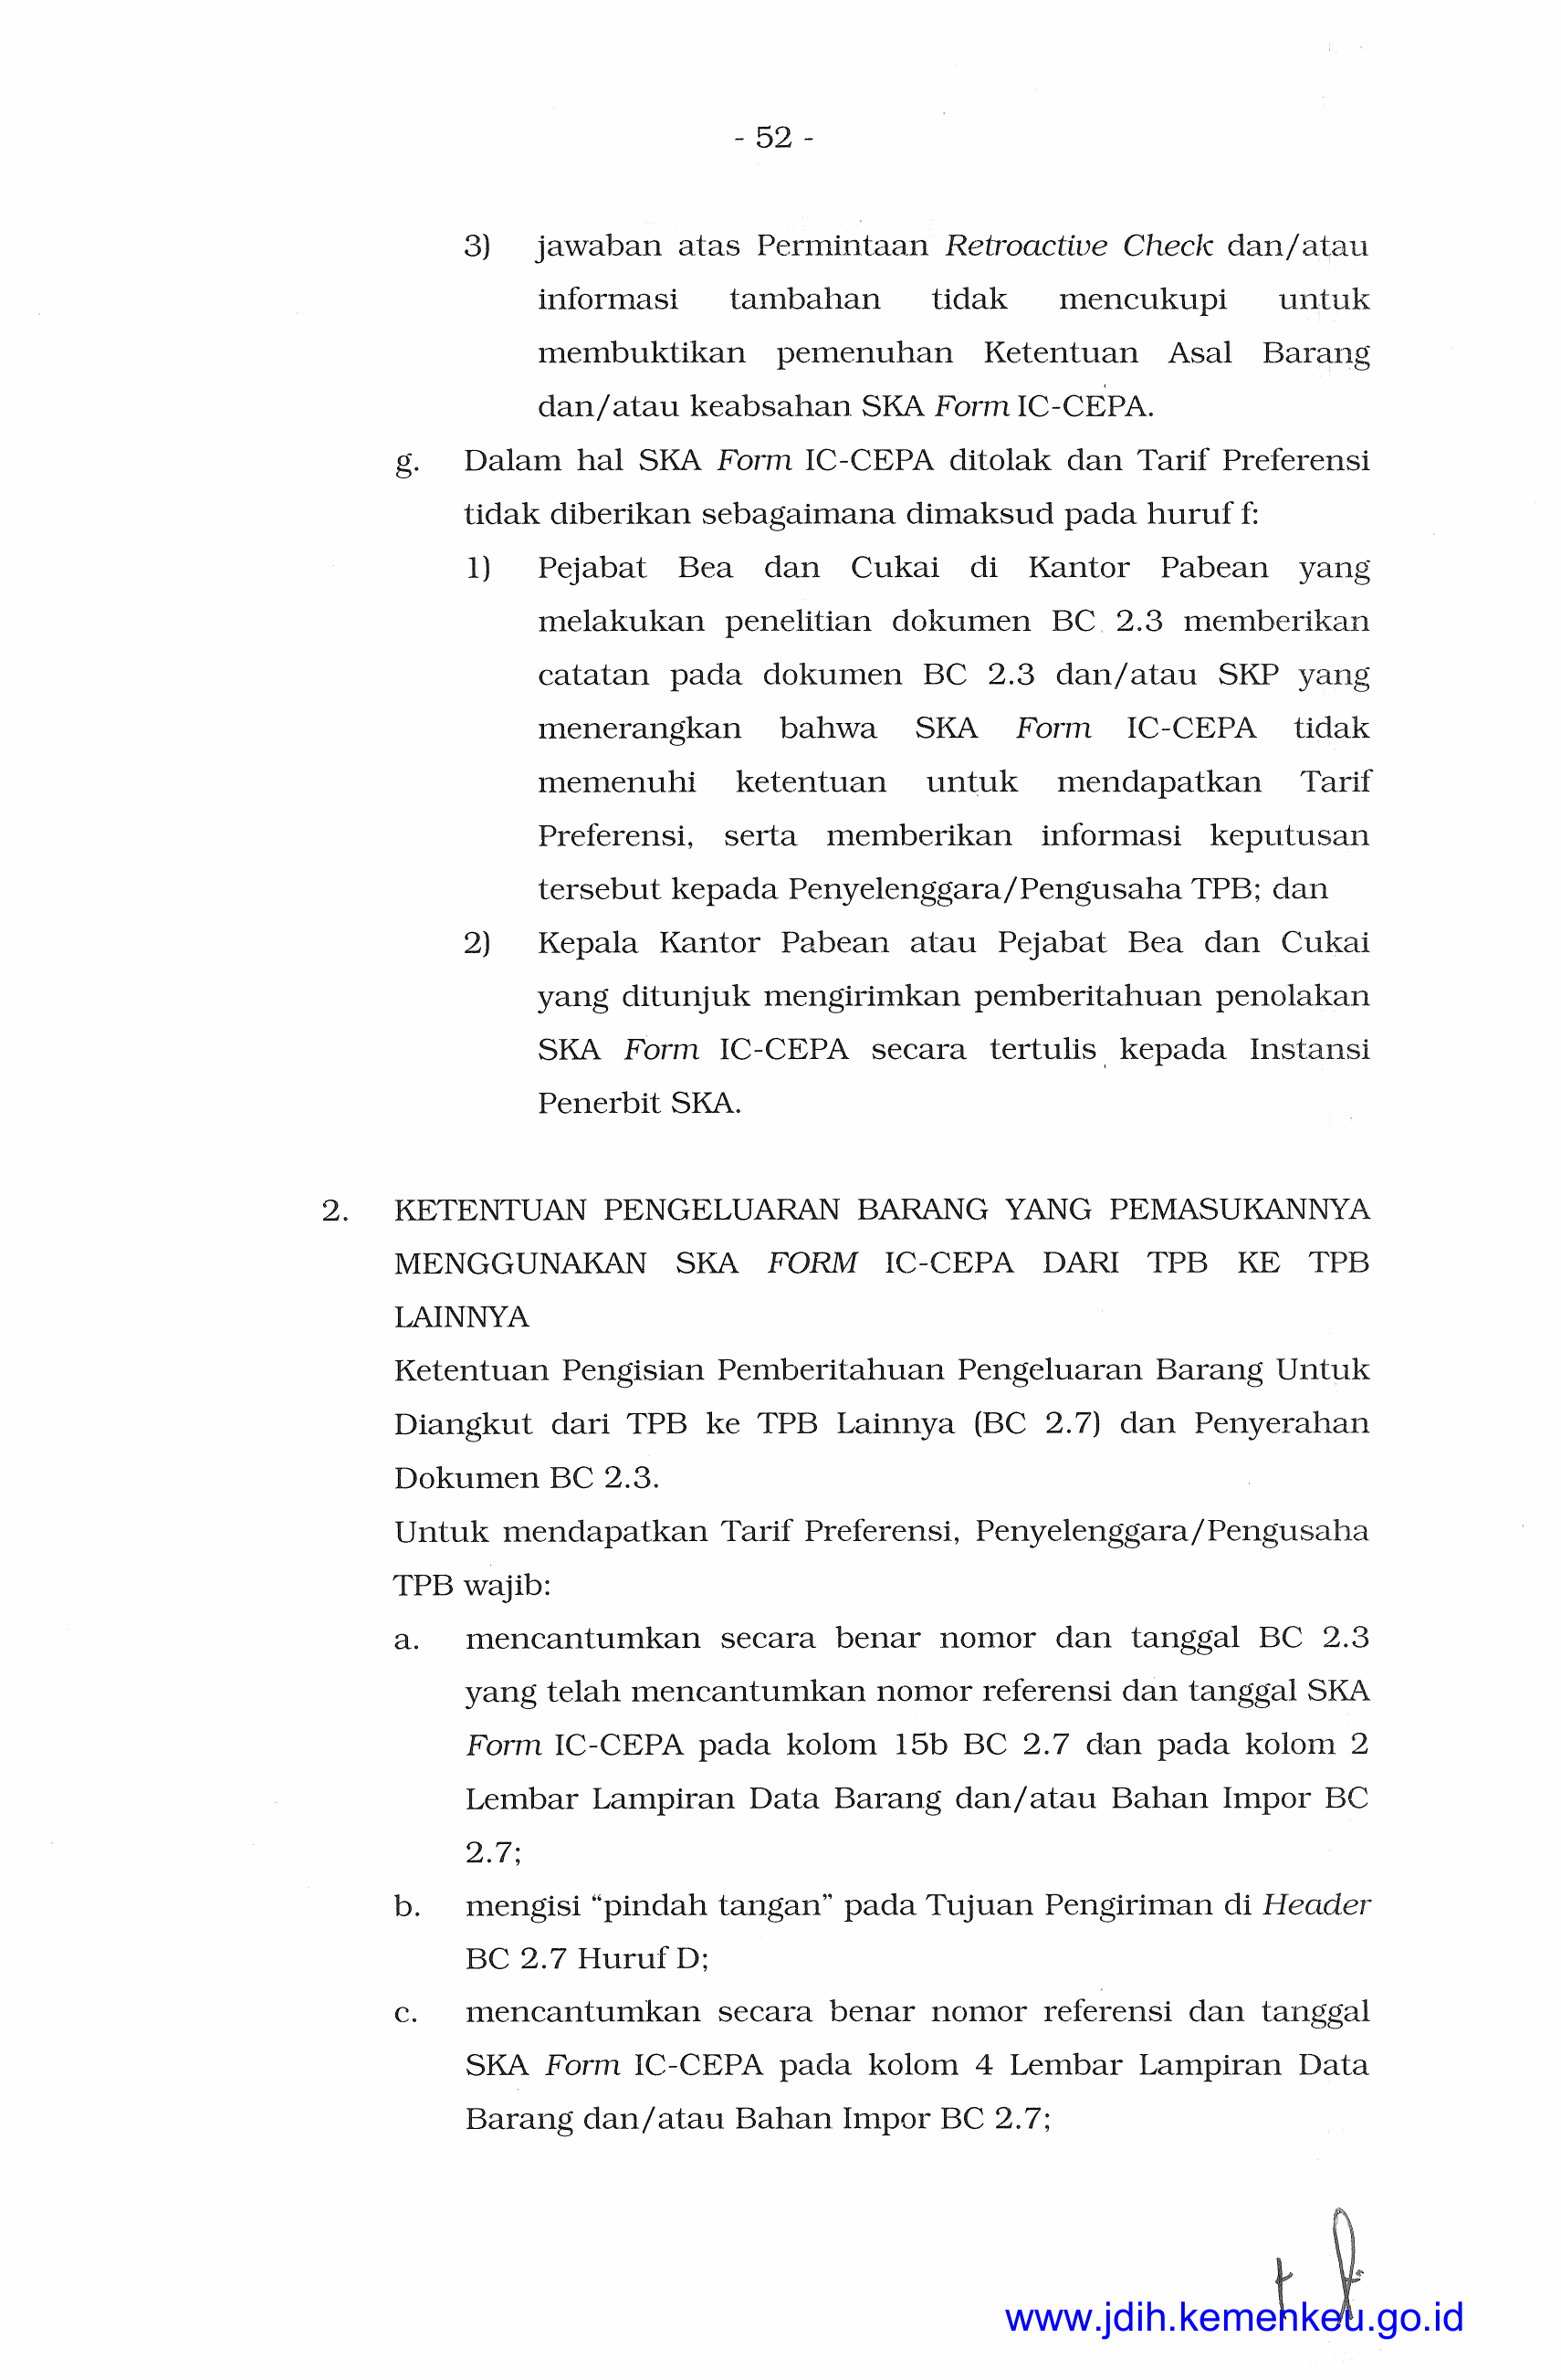 - 52 -
3) jawaban atas Permintaan Retroactive Check dan/atau
informasi tambahan tidak mencukupi untuk
membuktikan pemenuhan Ketentuan Asal Barang
dan/atau keabsahan SKA Form IC-CEPA.
g. Dalam hal SKA Form IC-CEPA ditolak dan Tarif Preferensi
tidak diberikan sebagaimana dimaksud pada huruf f:
1) Pejabat Bea dan Cukai di Kantor Pabean yang
melakukan penelitian dokumen BC 2.3 memberikan
catatan pada dokumen BC 2.3 dan/atau SKP yang
menerangkan bahwa SKA Form IC-CEPA tidak
memenuhi ketentuan untuk mendapatkan Tarif
Preferensi, serta memberikan informasi keputusan
tersebut kepada Penyelenggara/Pengusaha TPB; dan
2) Kepala Kantor Pabean atau Pejabat Bea dan Cukai
yang ditunjuk mengirimkan pemberitahuan penolakan
SKA Form IC-CEPA secara tertulis kepada Instansi
Penerbit SKA.
2. KETENTUAN PENGELUARAN BARANG YANG PEMASUKANNYA
MENGGUNAKAN SKA FORM IC-CEPA DARI TPB KE TPB
LAINNYA
Ketentuan Pengisian Pemberitahuan Pengeluaran Barang Untuk
Diangkut dari TPB ke TPB Lainnya (BC 2.7) dan Penyerahan
Dokumen BC 2.3.
Untuk mendapatkan Tarif Preferensi, Penyelenggara/Pengusaha
TPB wajib:
a. mencantumkan secara benar nomor dan tanggal BC 2.3
yang telah mencantumkan nomor referensi dan tanggal SKA
Form IC-CEPA pada kolom 15b BC 2.7 dan pada kolom 2
Lembar Lampiran Data Barang dan/atau Bahan Impor BC
2.7;
b. mengisi “pindah tangan” pada Tujuan Pengiriman di Header
BC 2.7 Huruf D;
c. mencantumkan secara benar nomor referensi dan tanggal
SKA Form IC-CEPA pada kolom 4 Lembar Lampiran Data
Barang dan/atau Bahan Impor BC 2.7;
www.jdih.kemenkeu.go.id